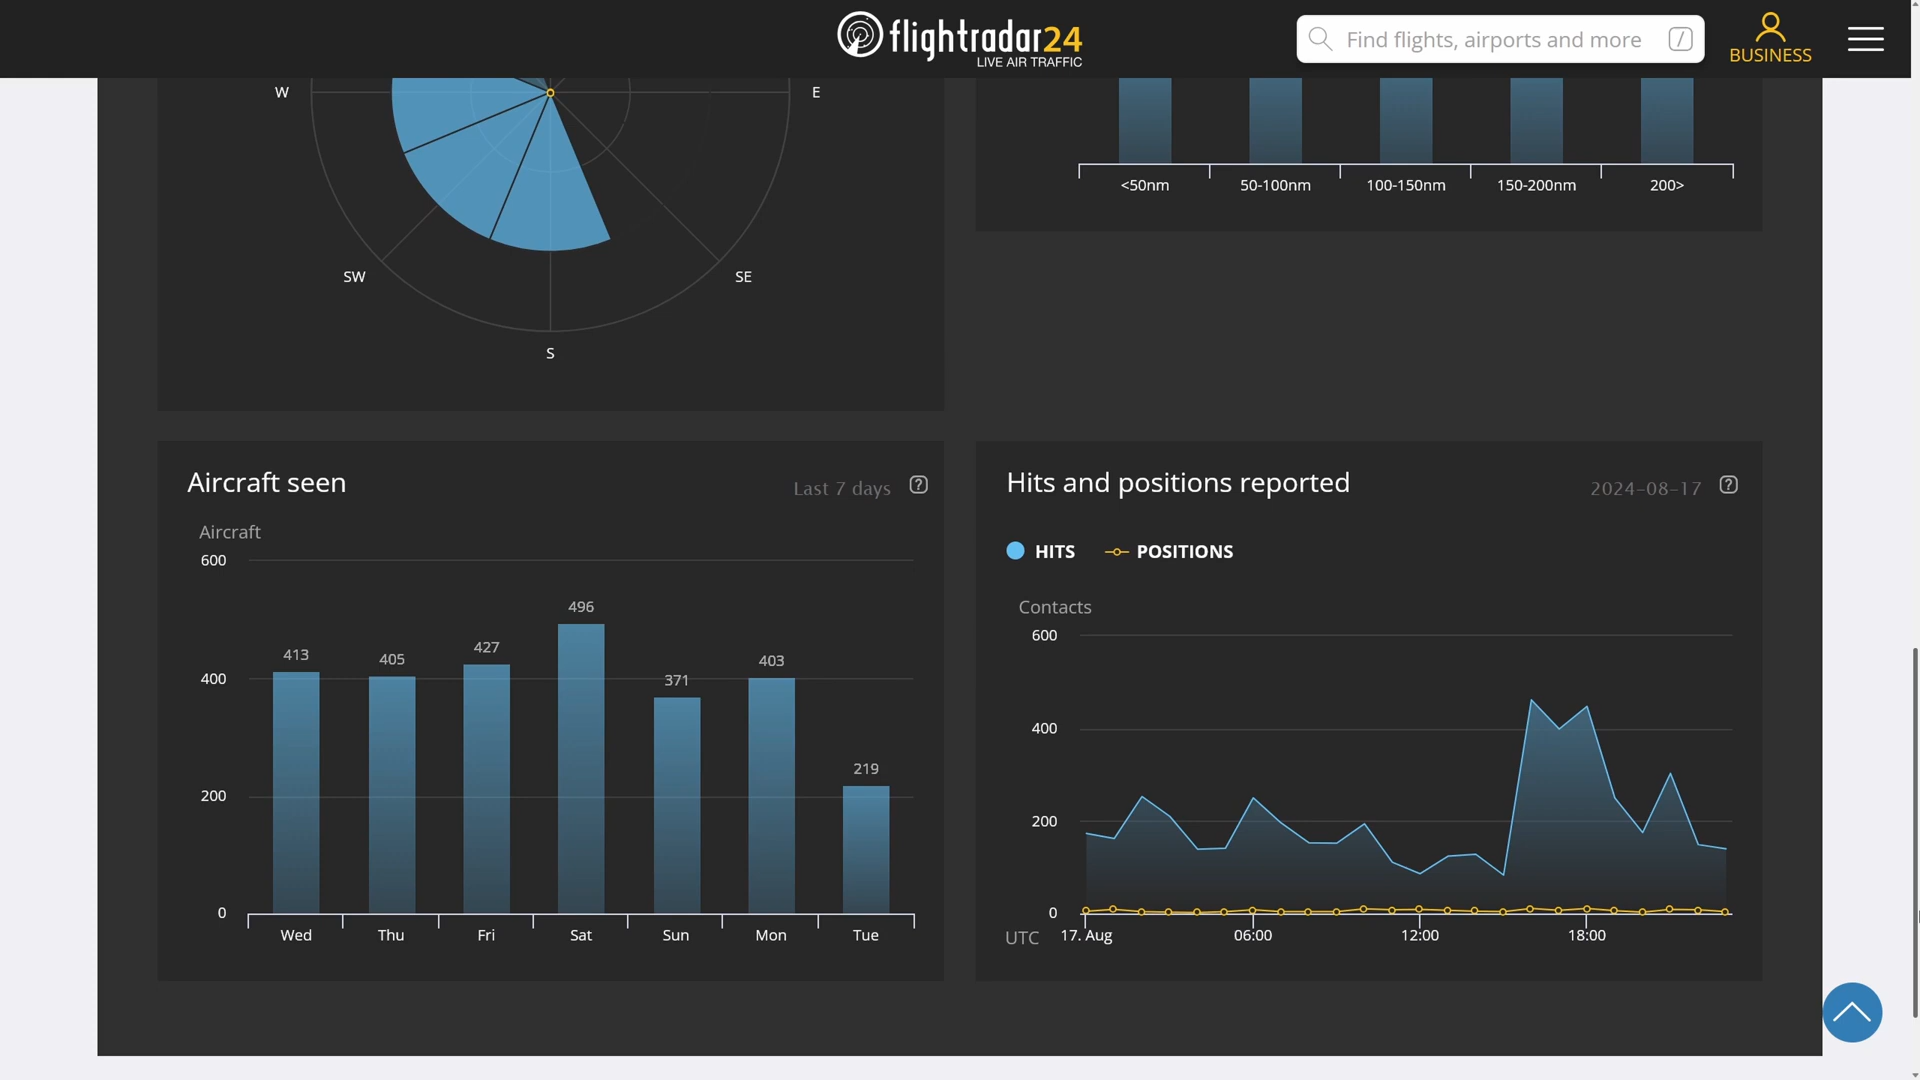 flightradar24
LIVE AIR TRAFFIC
Find flights, airports and more /
BUSINESS
W
E
SW
SE
S
<50nm 50-100nm 100-150nm 150-200nm 200>
Aircraft seen
Last 7 days ?
Aircraft
600
400
200
0
413 405 427 496 371 403 219
Wed Thu Fri Sat Sun Mon Tue
Hits and positions reported
2024-08-17 ?
HITS POSITIONS
Contacts
600
400
200
0
UTC 17. Aug 06:00 12:00 18:00